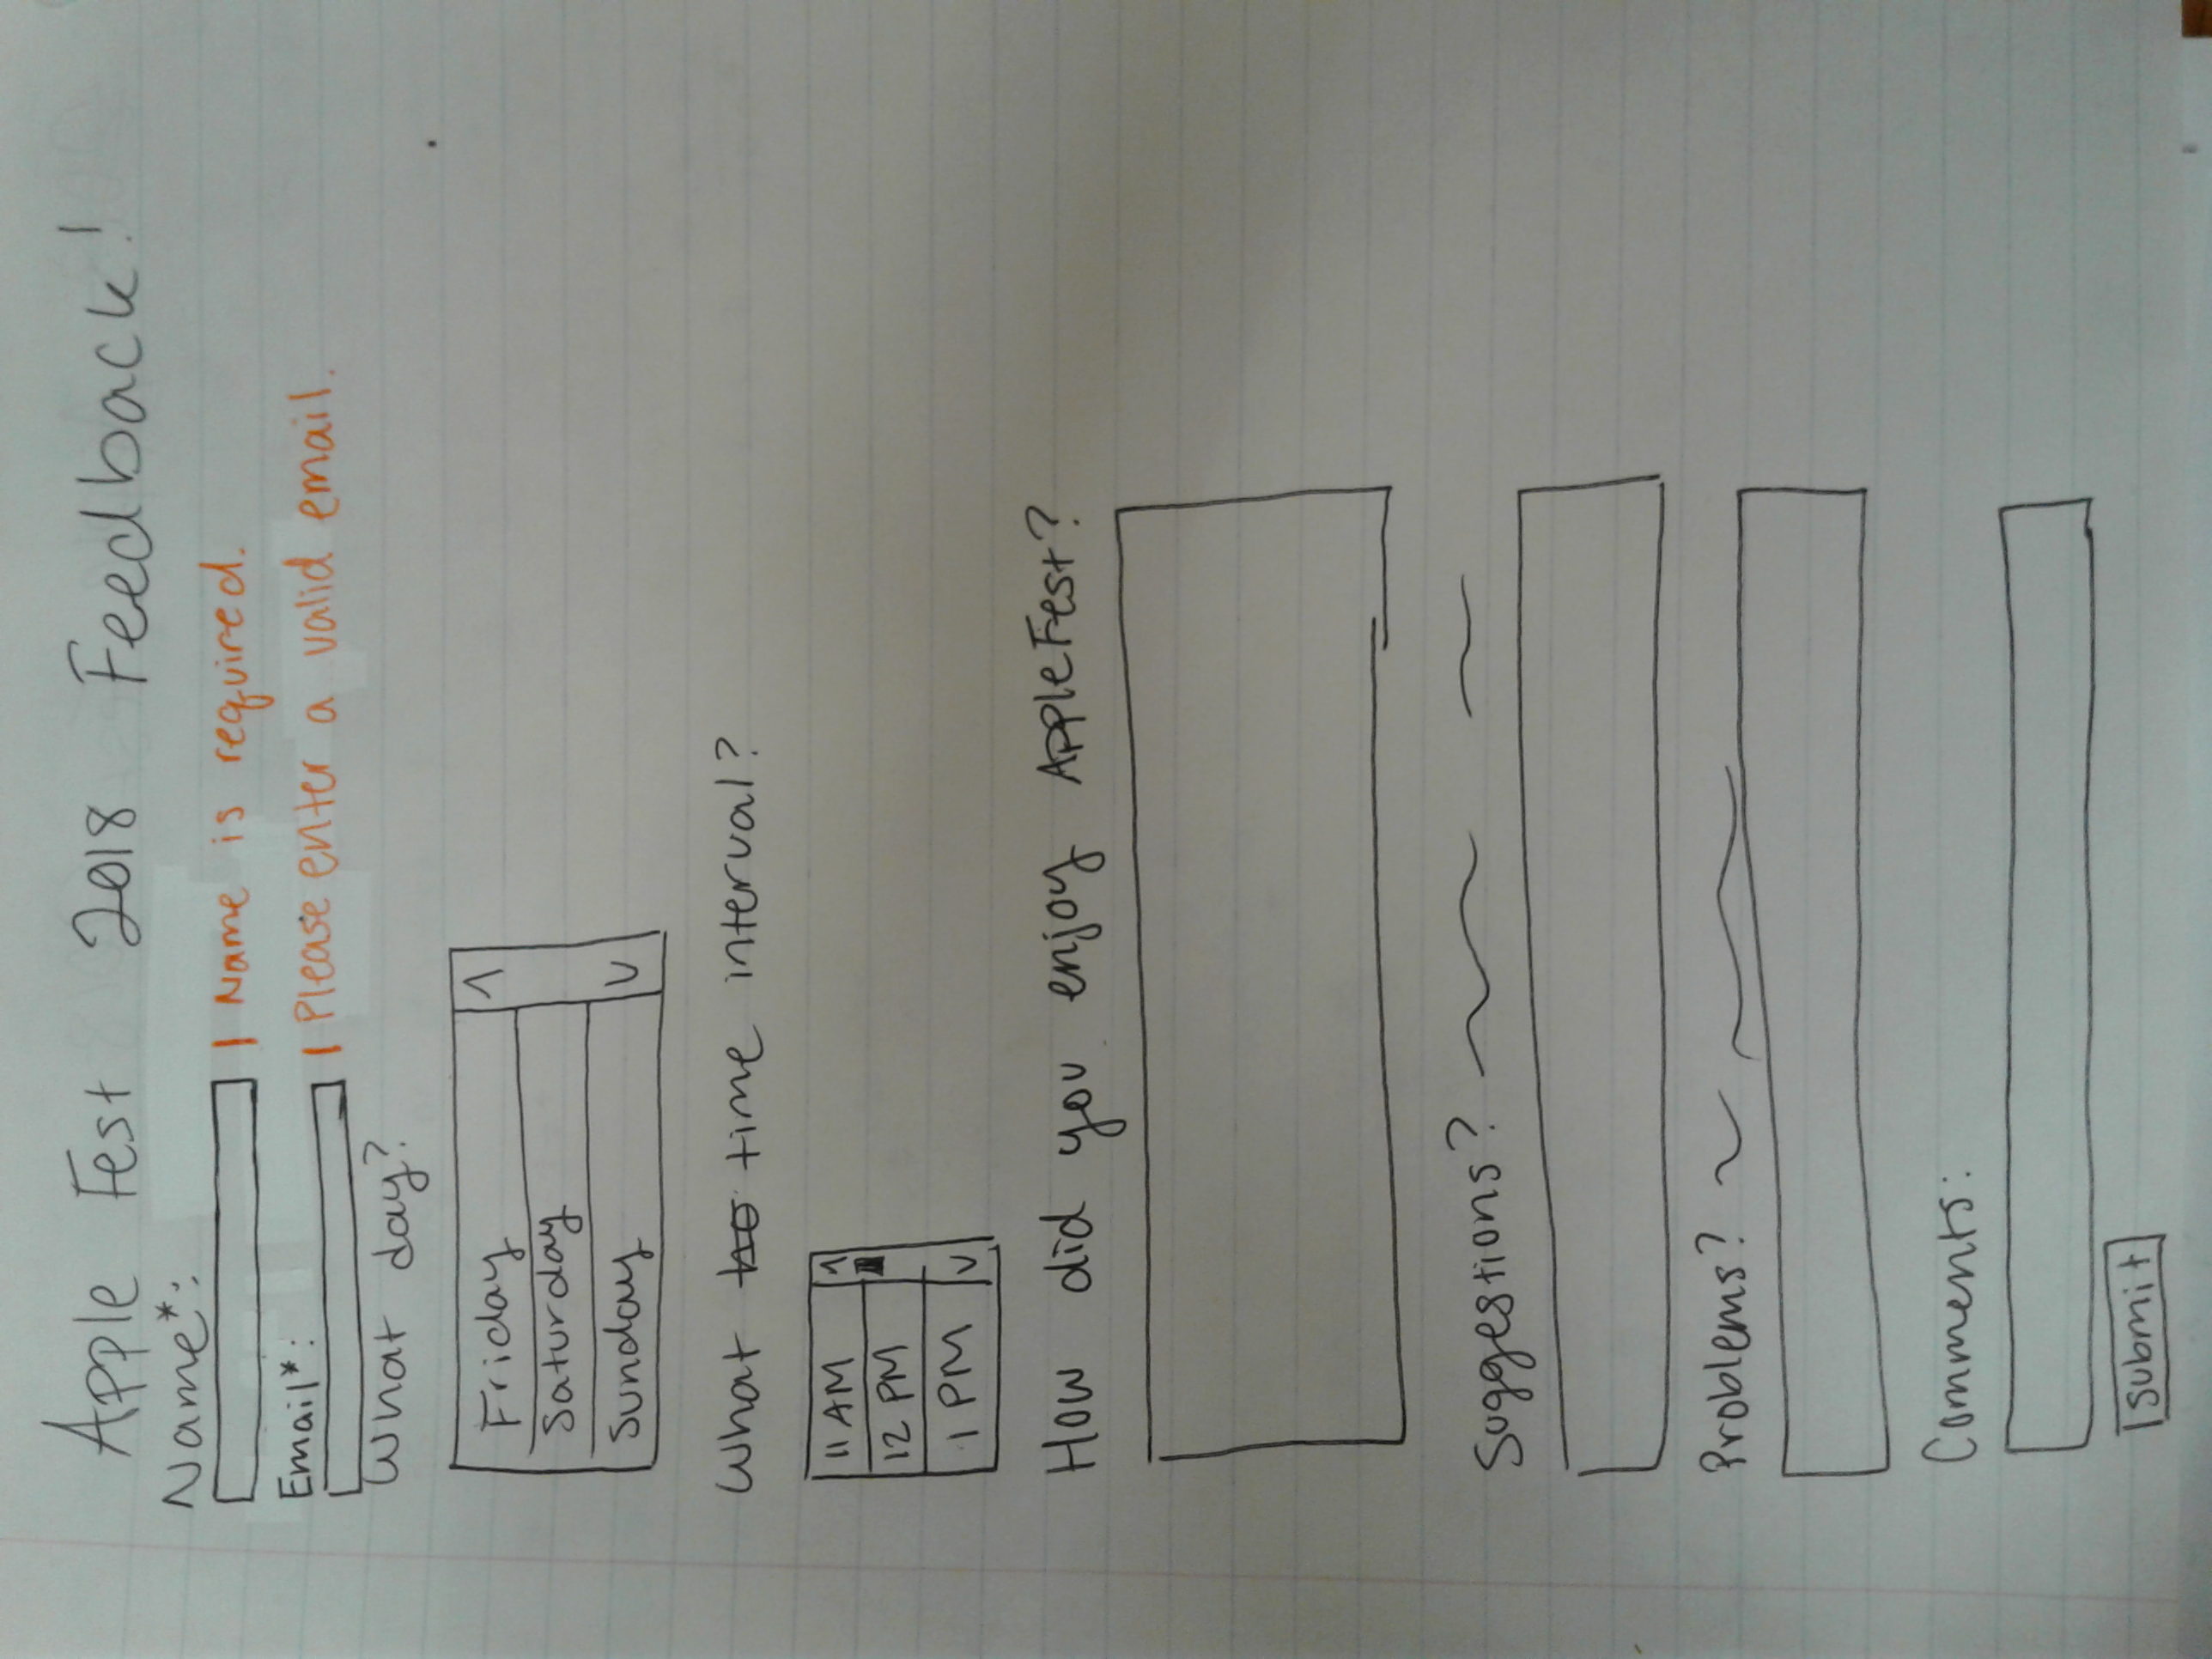 Apple Fest 2018 Feedback!
Name*:
| Name is required.
Email*:
| Please enter a valid email.
What day?
Friday
Saturday
Sunday
What time interval?
11 AM
12 PM
1 PM
How did you enjoy AppleFest?
Suggestions?
Problems?
Comments:
submit